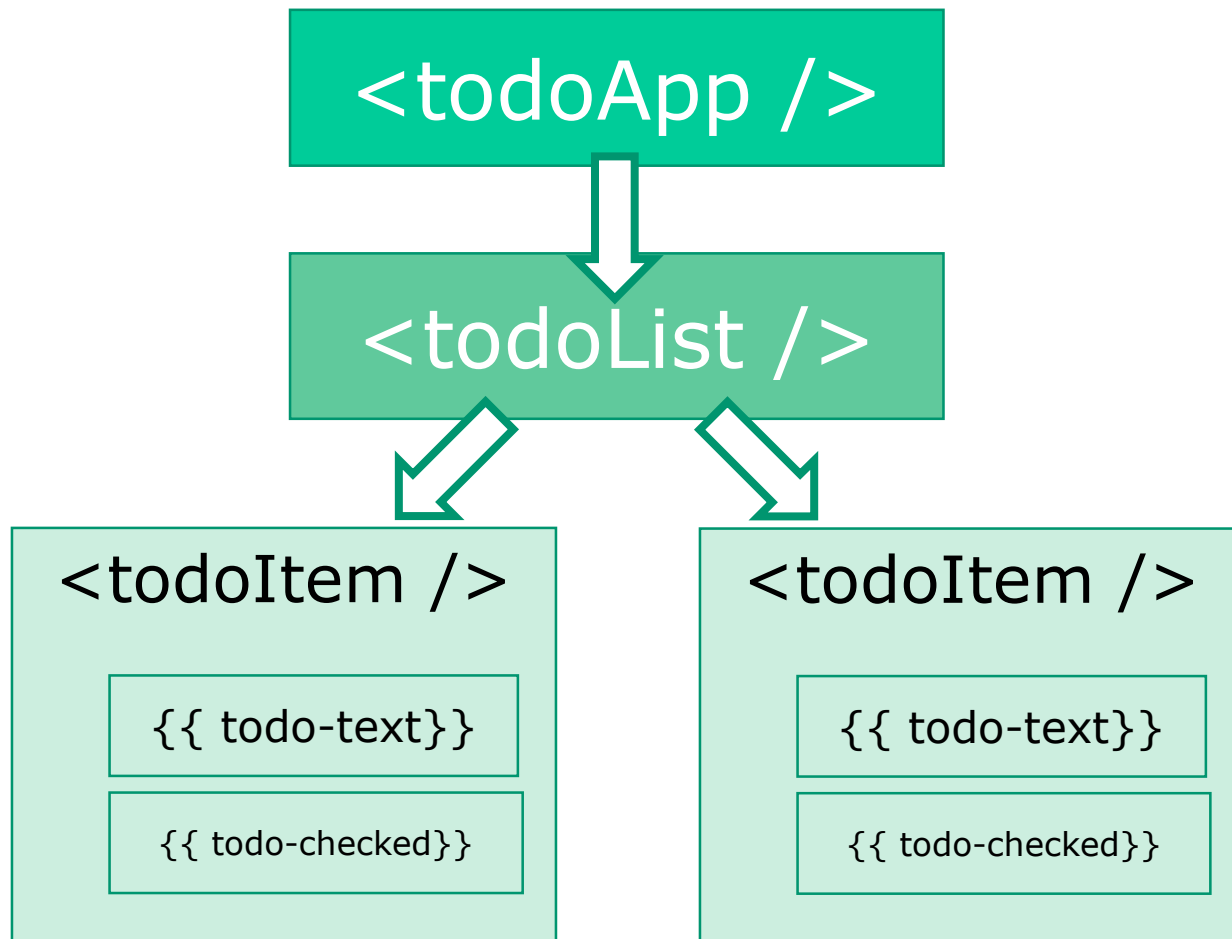 <todoApp />
<todoList />
<todoItem />
{{ todo-text}}
{{ todo-checked}}
<todoItem />
{{ todo-text}}
{{ todo-checked}}